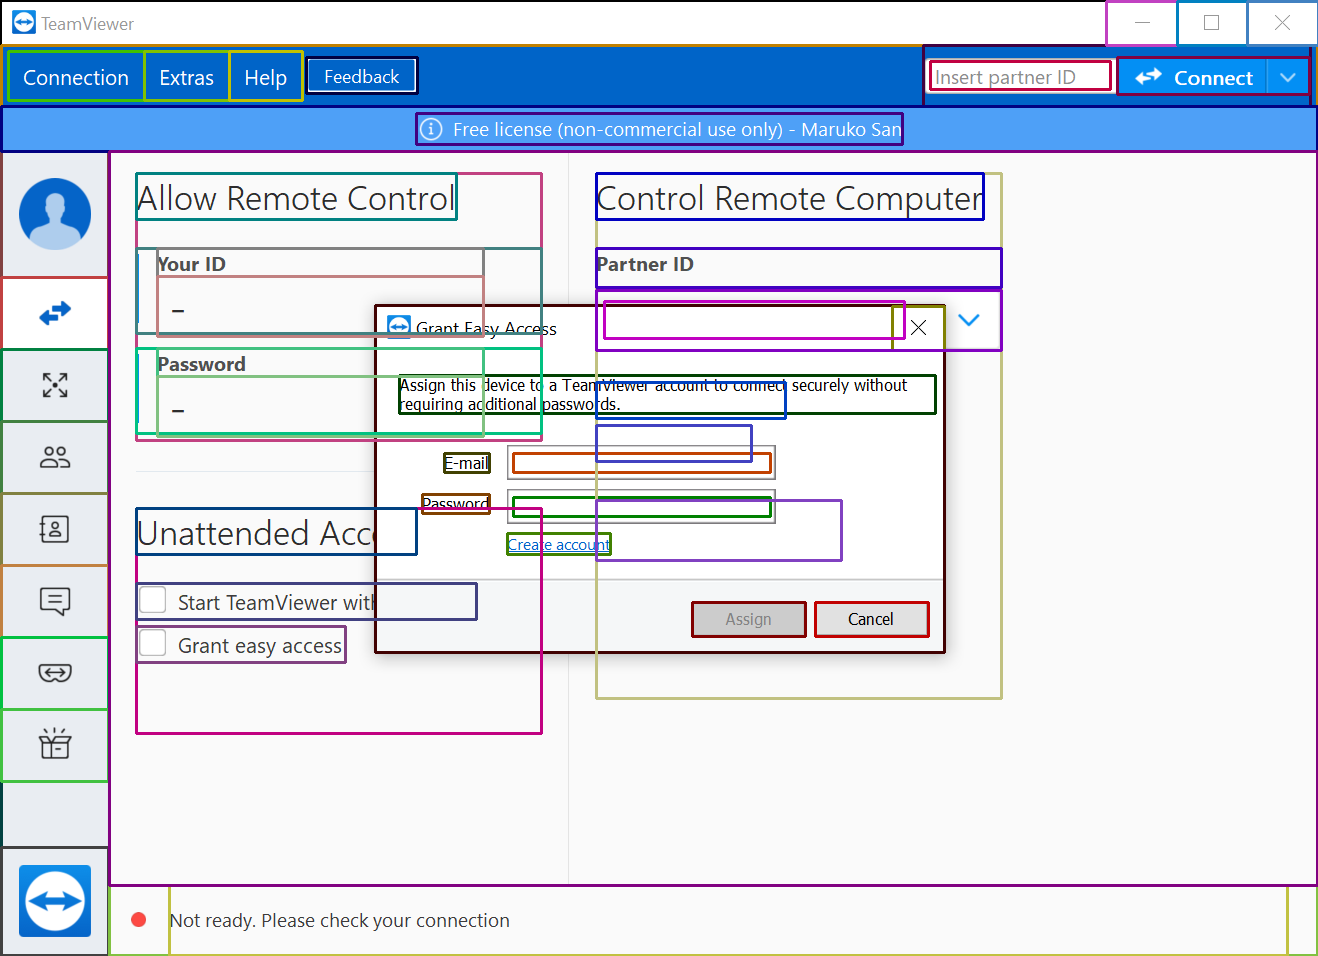 TeamViewer
Connection
Extras
Help
Feedback
Insert partner ID
Connect
Free license (non-commercial use only) - Maruko San
Allow Remote Control
Your ID
–
Password
–
Unattended Acc
Start TeamViewer with
Grant easy access
Control Remote Computer
Partner ID
Grant Easy Access
Assign this device to a TeamViewer account to connect securely without
requiring additional passwords.
E-mail
Password
Create account
Assign
Cancel
Not ready. Please check your connection